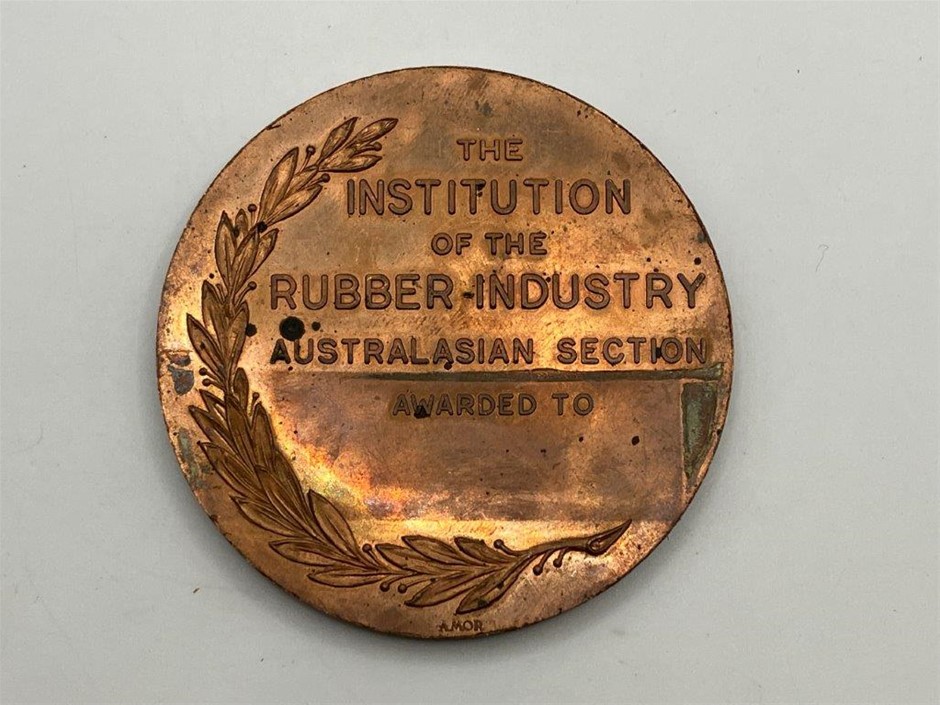 THE
INSTITUTION
OF THE
RUBBER INDUSTRY
AUSTRALASIAN SECTION
AWARDED TO
AMOR